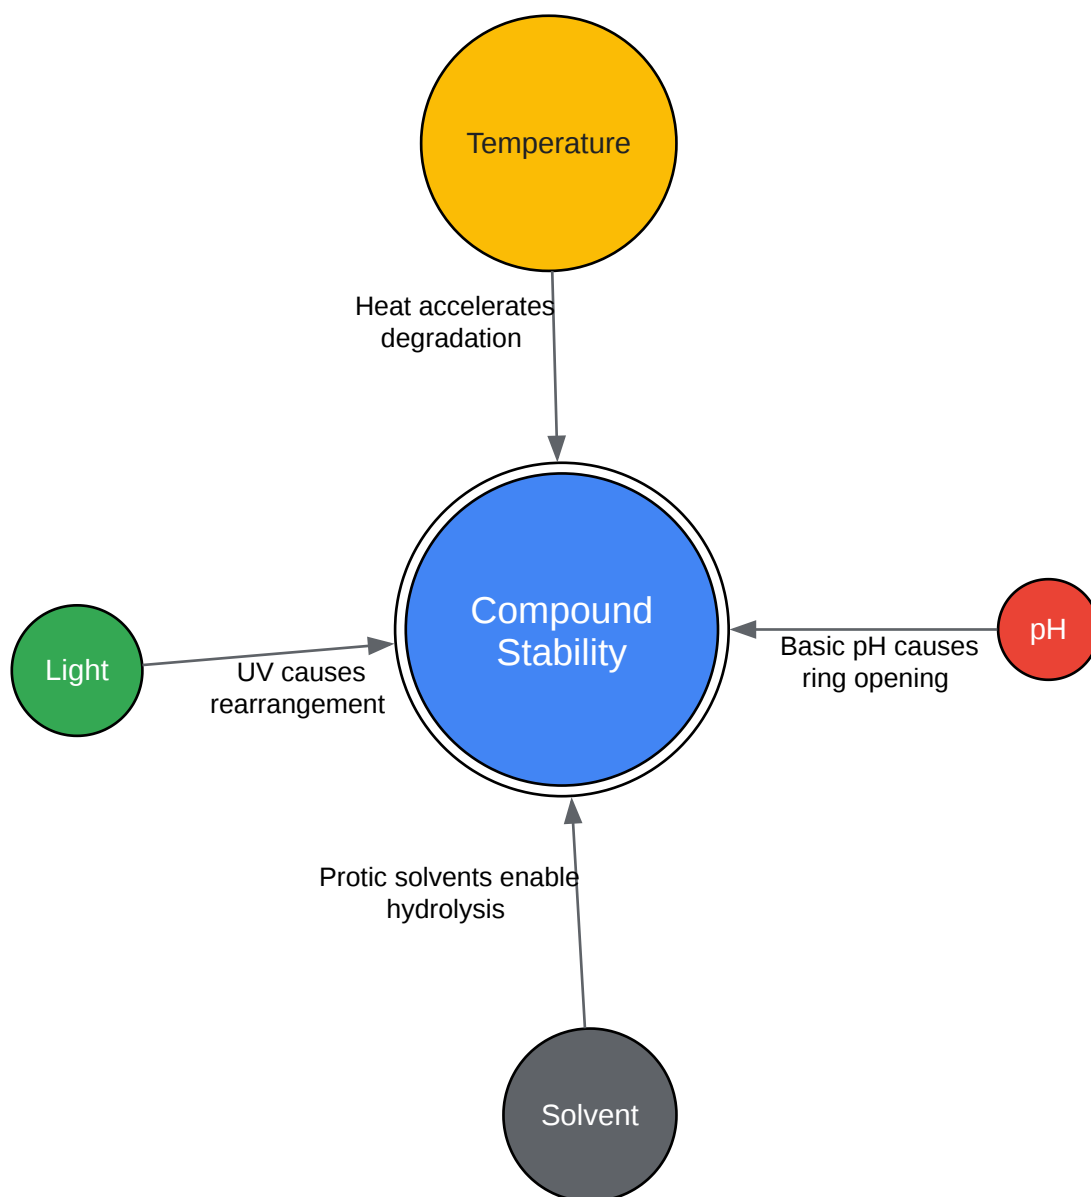 Temperature
Heat accelerates
degradation
Compound
Stability
Light
UV causes
rearrangement
pH
Basic pH causes
ring opening
Protic solvents enable
hydrolysis
Solvent